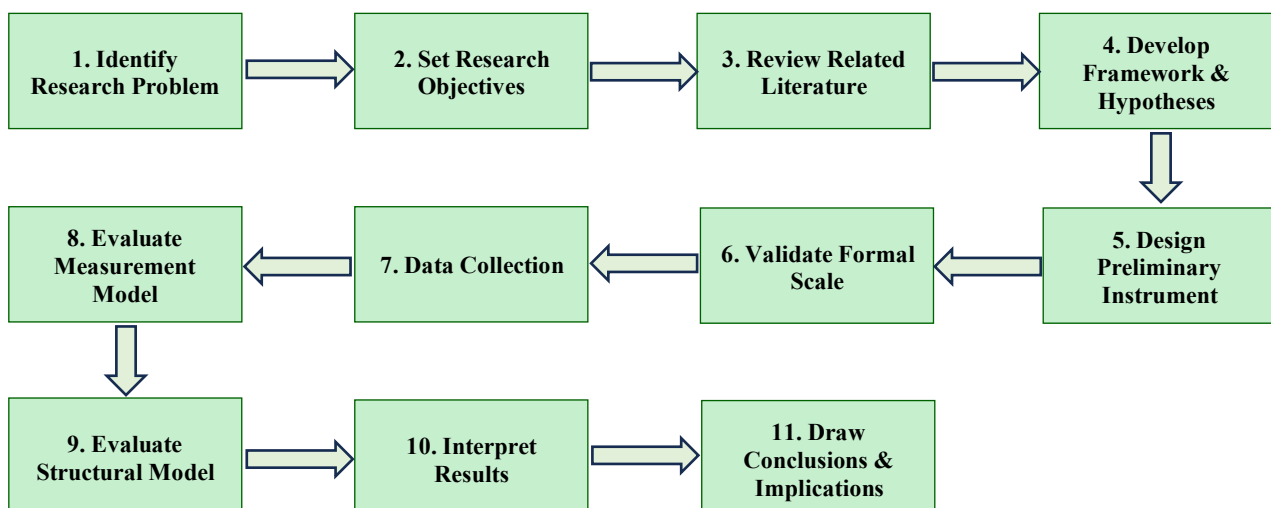 1. Identify
Research Problem
2. Set Research
Objectives
3. Review Related
Literature
4. Develop
Framework &
Hypotheses
5. Design
Preliminary
Instrument
6. Validate Formal
Scale
7. Data Collection
8. Evaluate
Measurement
Model
9. Evaluate
Structural Model
10. Interpret
Results
11. Draw
Conclusions &
Implications